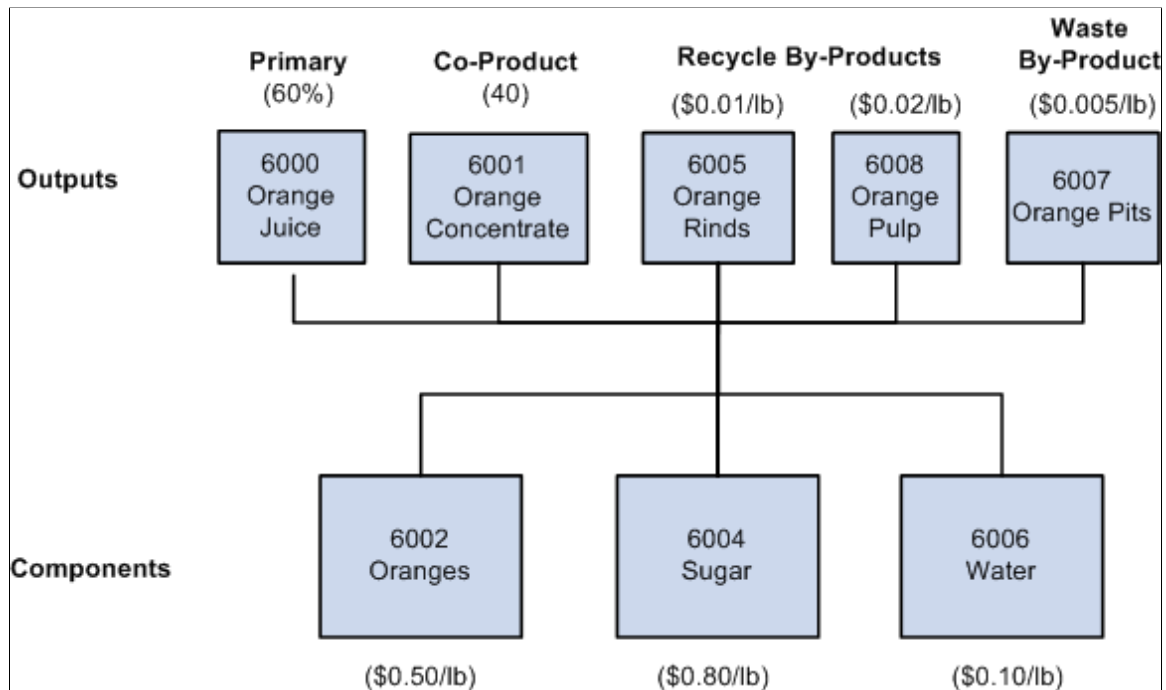 Primary
(60%)
Co-Product
(40)
Recycle By-Products
($0.01/lb)
($0.02/lb)
Waste
By-Product
($0.005/lb)
Outputs
6000
Orange
Juice
6001
Orange
Concentrate
6005
Orange
Rinds
6008
Orange
Pulp
6007
Orange Pits
Components
6002
Oranges
6004
Sugar
6006
Water
($0.50/lb)
($0.80/lb)
($0.10/lb)